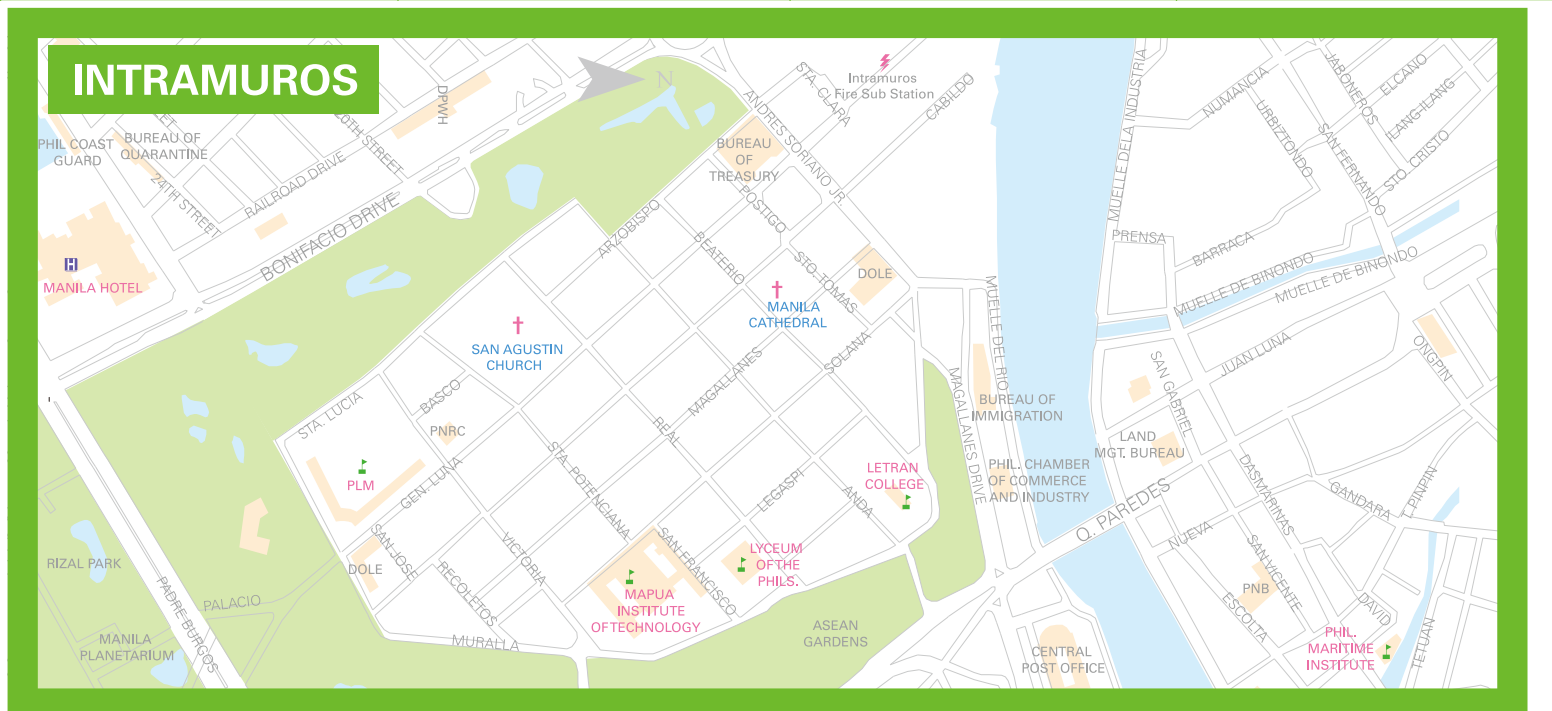 INTRAMUROS
N
DPWH
20TH STREET
PHIL COAST
GUARD
BUREAU OF
QUARANTINE
24TH STREET
RAILROAD DRIVE
BONIFACIO DRIVE
MANILA HOTEL
Intramuros
Fire Sub Station
STA. CLARA
CABILDO
ANDRES SORIANO JR.
BUREAU
OF
TREASURY
POSTIGO
ARZOBISPO
BEATERIO
STO. TOMAS
DOLE
MANILA
CATHEDRAL
SAN AGUSTIN
CHURCH
SOLANA
MAGALLANES
REAL
BASCO
STA. LUCIA
PNRC
PLM
GEN. LUNA
STA. POTENCIANA
LEGASPI
ANDA
LETRAN
COLLEGE
SAN JOSE
DOLE
RECOLETOS
VICTORIA
SAN FRANCISCO
LYCEUM
OFTHE
PHILS.
MAPUA
INSTITUTE
OFTECHNOLOGY
MURALLA
ASEAN
GARDENS
RIZAL PARK
PALACIO
PADRE BURGOS
MANILA
PLANETARIUM
MUELLE DELA INDUSTRIA
NUMANCIA
URBIZTONDO
JABONEROS
ELCANO
LANG-ILANG
SAN FERNANDO
STO. CRISTO
PRENSA
BARRACA
MUELLE DE BINONDO
MUELLE DE BINONDO
MUELLE DEL RIO
MAGALLANES DRIVE
BUREAU OF
IMMIGRATION
PHIL. CHAMBER
OF COMMERCE
AND INDUSTRY
SAN GABRIEL
JUAN LUNA
ONGPIN
LAND
MGT. BUREAU
DASMARINAS
GANDARA
T. PINPIN
Q. PAREDES
NUEVA
SAN VICENTE
PNB
ESCOLTA
DAVID
TETUAN
PHIL.
MARITIME
INSTITUTE
CENTRAL
POST OFFICE